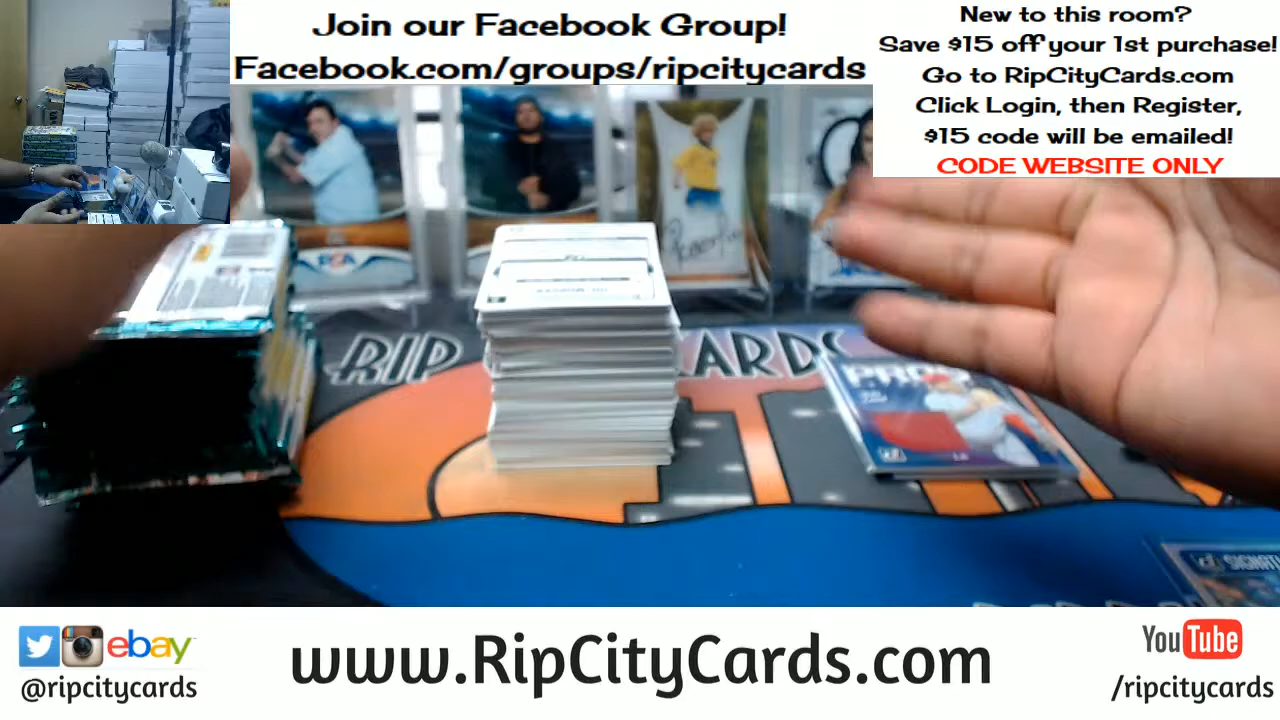 Join our Facebook Group!
Facebook.com/groups/ripcitycards
New to this room?
Save $15 off your 1st purchase!
Go to RipCityCards.com
Click Login, then Register,
$15 code will be emailed!
CODE WEBSITE ONLY
RIP CARDS
ebay
@ripcitycards
www.RipCityCards.com
YouTube
/ripcitycards